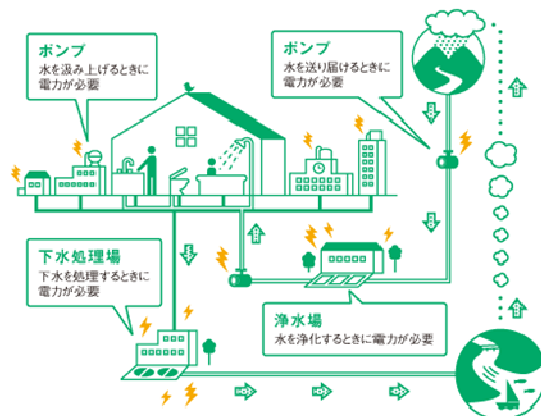 ポンプ
水を汲み上げるときに
電力が必要
ポンプ
水を送り届けるときに
電力が必要
下水処理場
下水を処理するときに
電力が必要
浄水場
水を浄化するときに電力が必要